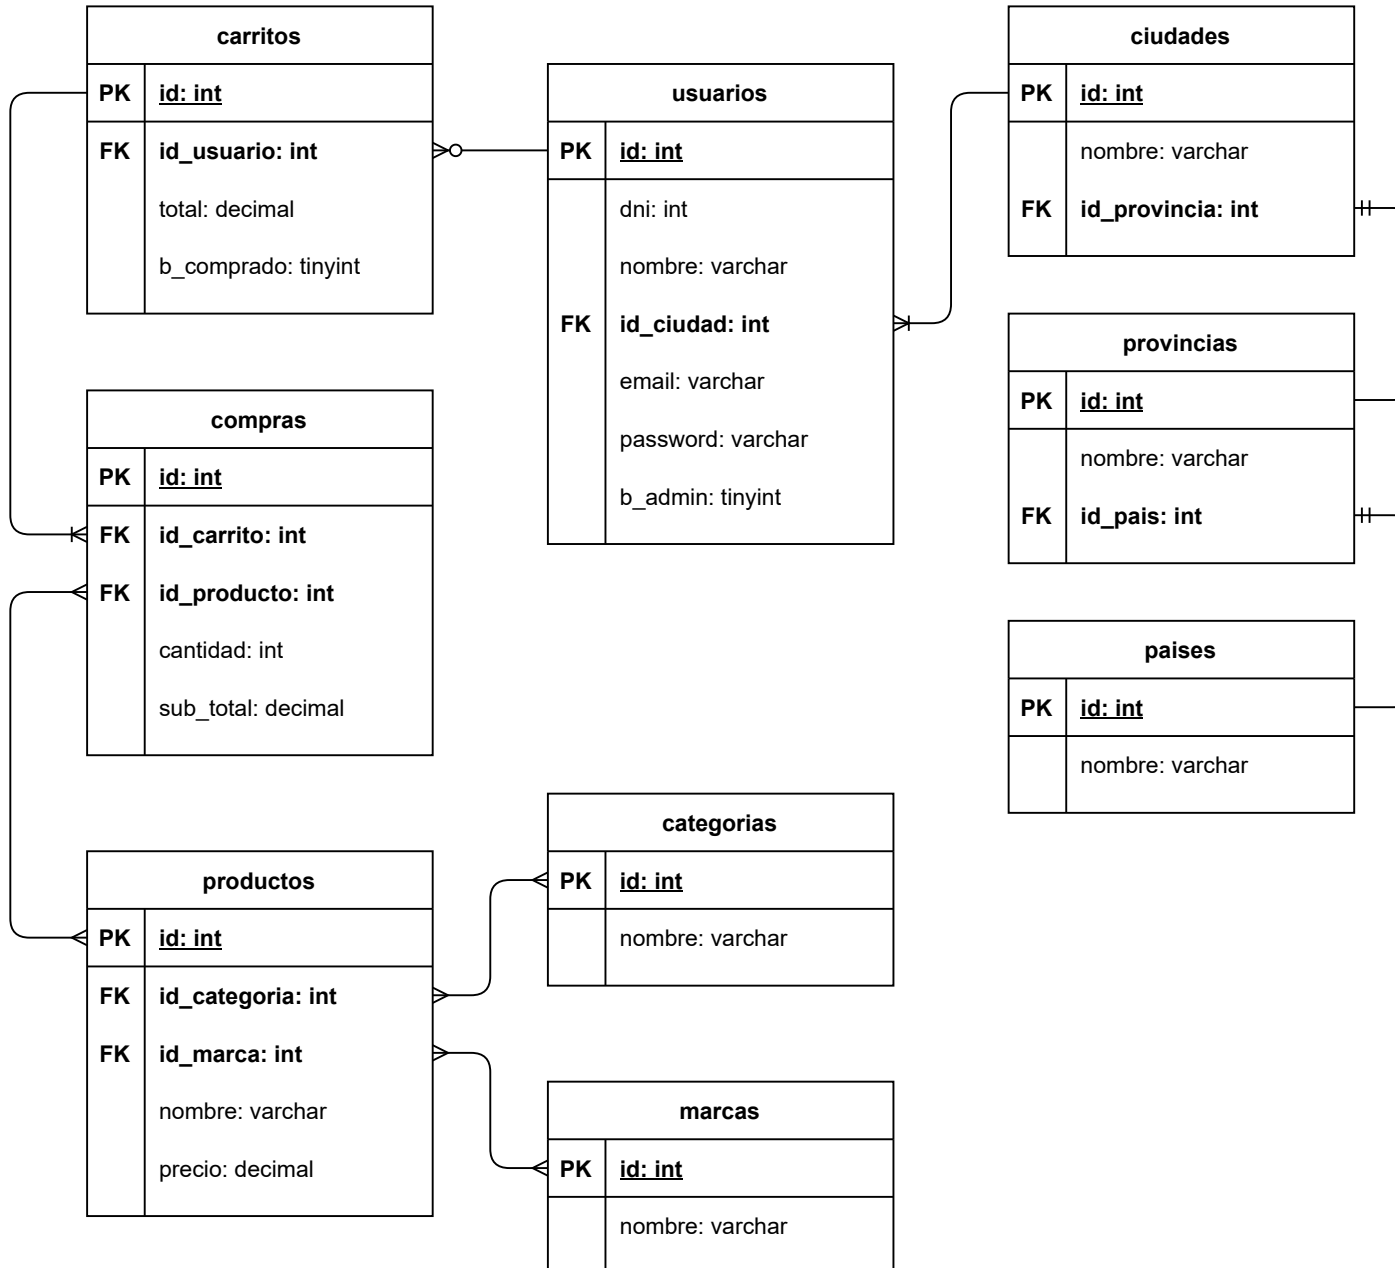 carritos
PK id: int
FK id_usuario: int
total: decimal
b_comprado: tinyint
usuarios
PK id: int
dni: int
nombre: varchar
FK id_ciudad: int
email: varchar
password: varchar
b_admin: tinyint
ciudades
PK id: int
nombre: varchar
FK id_provincia: int
provincias
PK id: int
nombre: varchar
FK id_pais: int
paises
PK id: int
nombre: varchar
compras
PK id: int
FK id_carrito: int
FK id_producto: int
cantidad: int
sub_total: decimal
productos
PK id: int
FK id_categoria: int
FK id_marca: int
nombre: varchar
precio: decimal
categorias
PK id: int
nombre: varchar
marcas
PK id: int
nombre: varchar